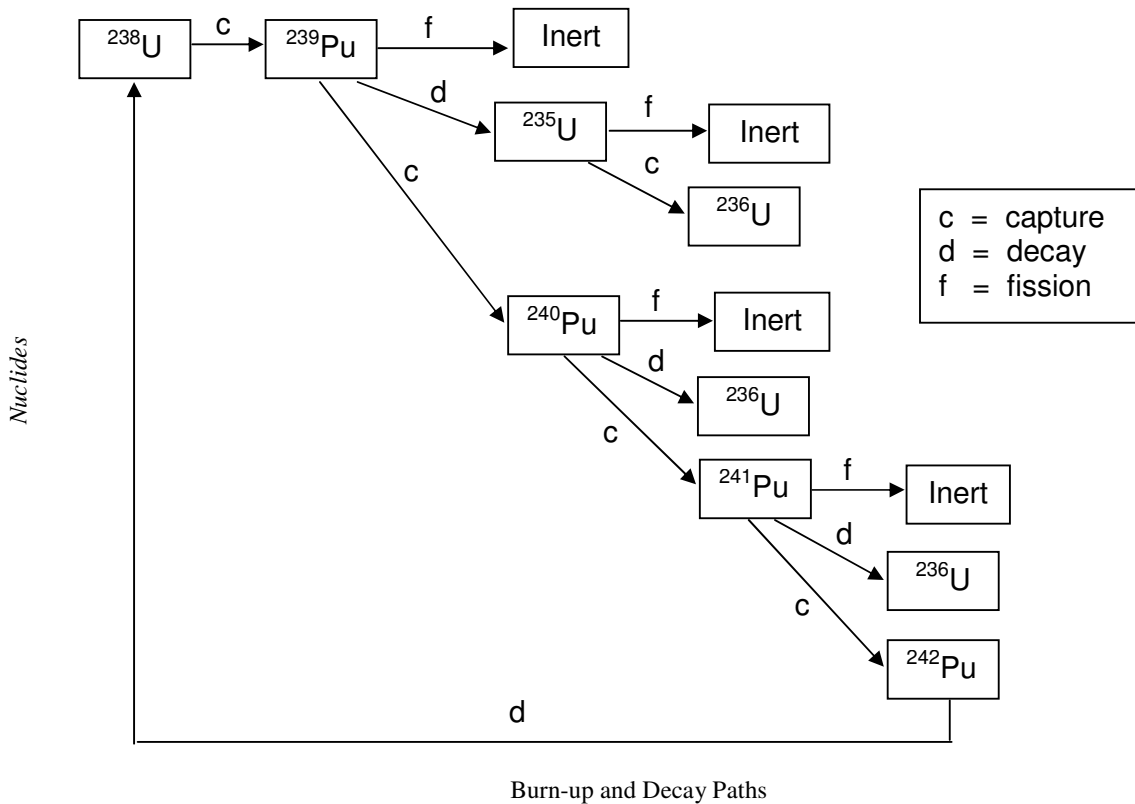 ²³⁸U
c
²³⁹Pu
f
Inert
d
²³⁵U
f
Inert
c
²³⁶U
c
c = capture
d = decay
f = fission
²⁴⁰Pu
f
Inert
d
²³⁶U
c
²⁴¹Pu
f
Inert
d
²³⁶U
c
²⁴²Pu
d
Nuclides
Burn-up and Decay Paths